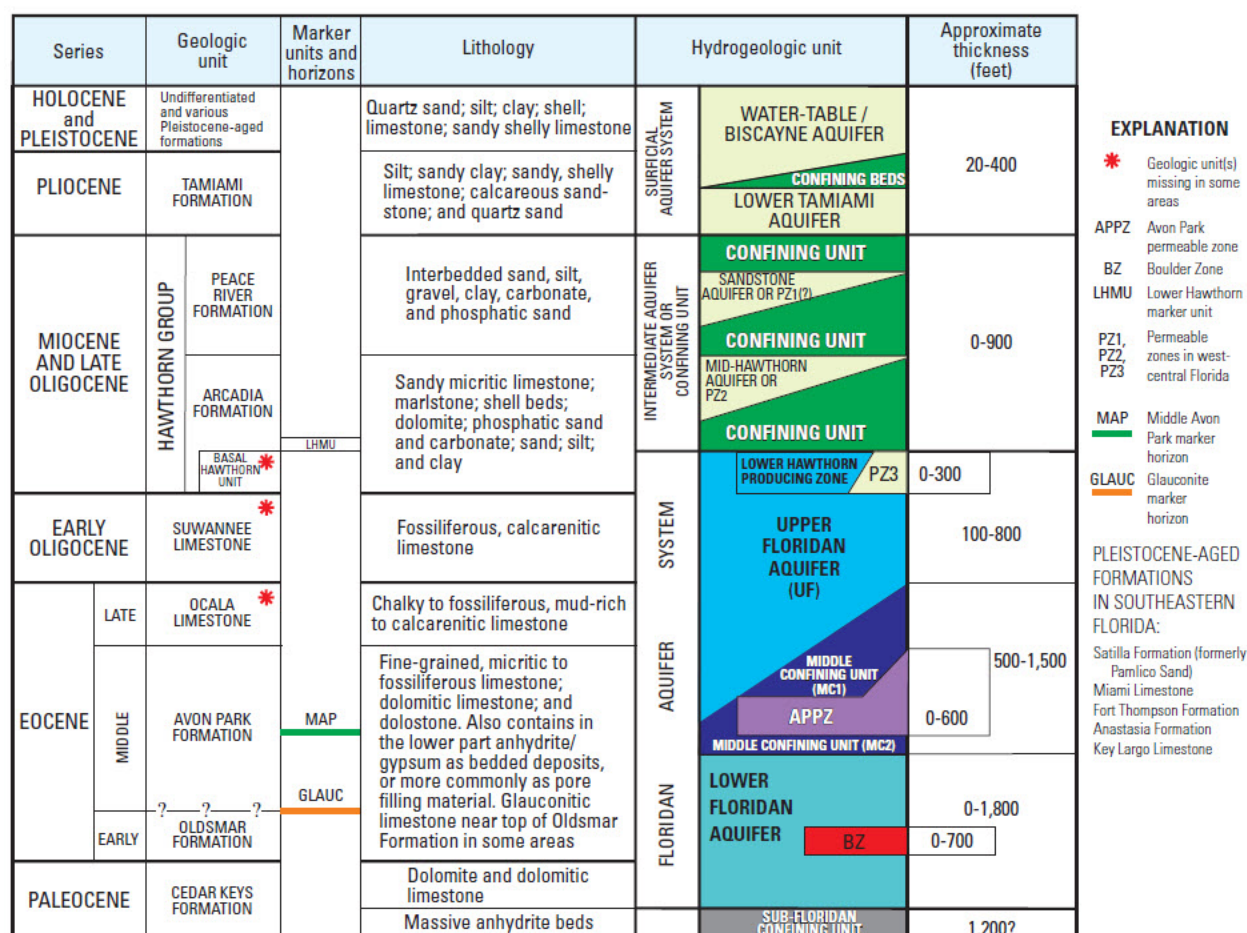 Series
Geologic
unit
Marker
units and
horizons
Lithology
Hydrogeologic unit
Approximate
thickness
(feet)
HOLOCENE
and
PLEISTOCENE
Undifferentiated
and various
Pleistocene-aged
formations
Quartz sand; silt; clay; shell;
limestone; sandy shelly limestone
SURFICIAL
AQUIFER SYSTEM
WATER-TABLE /
BISCAYNE AQUIFER
CONFINING BEDS
LOWER TAMIAMI
AQUIFER
20-400
PLIOCENE
TAMIAMI
FORMATION
Silt; sandy clay; sandy, shelly
limestone; calcareous sand-
stone; and quartz sand
MIOCENE
AND LATE
OLIGOCENE
HAWTHORN GROUP
PEACE
RIVER
FORMATION
Interbedded sand, silt,
gravel, clay, carbonate,
and phosphatic sand
INTERMEDIATE AQUIFER
SYSTEM OR
CONFINING UNIT
CONFINING UNIT
SANDSTONE
AQUIFER OR PZ1(?)
CONFINING UNIT
MID-HAWTHORN
AQUIFER OR
PZ2
CONFINING UNIT
0-900
ARCADIA
FORMATION
LHMU
Sandy micritic limestone;
marlstone; shell beds;
dolomite; phosphatic sand
and carbonate; sand; silt;
and clay
BASAL
HAWTHORN
UNIT
LOWER HAWTHORN
PRODUCING ZONE
PZ3
0-300
EARLY
OLIGOCENE
SUWANNEE
LIMESTONE
Fossiliferous, calcarenitic
limestone
FLORIDAN AQUIFER SYSTEM
UPPER
FLORIDAN
AQUIFER
(UF)
100-800
EOCENE
LATE
OCALA
LIMESTONE
Chalky to fossiliferous, mud-rich
to calcarenitic limestone
MIDDLE
AVON PARK
FORMATION
MAP
Fine-grained, micritic to
fossiliferous limestone;
dolomitic limestone; and
dolostone. Also contains in
the lower part anhydrite/
gypsum as bedded deposits,
or more commonly as pore
filling material. Glauconitic
limestone near top of Oldsmar
Formation in some areas
MIDDLE
CONFINING UNIT
(MC1)
500-1,500
APPZ
0-600
MIDDLE CONFINING UNIT (MC2)
GLAUC
? ? ?
EARLY
OLDSMAR
FORMATION
LOWER
FLORIDAN
AQUIFER
0-1,800
BZ
0-700
PALEOCENE
CEDAR KEYS
FORMATION
Dolomite and dolomitic
limestone
Massive anhydrite beds
SUB-FLORIDAN
CONFINING UNIT
1,200?
EXPLANATION
Geologic unit(s)
missing in some
areas
APPZ Avon Park
permeable zone
BZ Boulder Zone
LHMU Lower Hawthorn
marker unit
PZ1, Permeable
PZ2, zones in west-
PZ3 central Florida
MAP Middle Avon
Park marker
horizon
GLAUC Glauconite
marker
horizon
PLEISTOCENE-AGED
FORMATIONS
IN SOUTHEASTERN
FLORIDA:
Satilla Formation (formerly
Pamlico Sand)
Miami Limestone
Fort Thompson Formation
Anastasia Formation
Key Largo Limestone